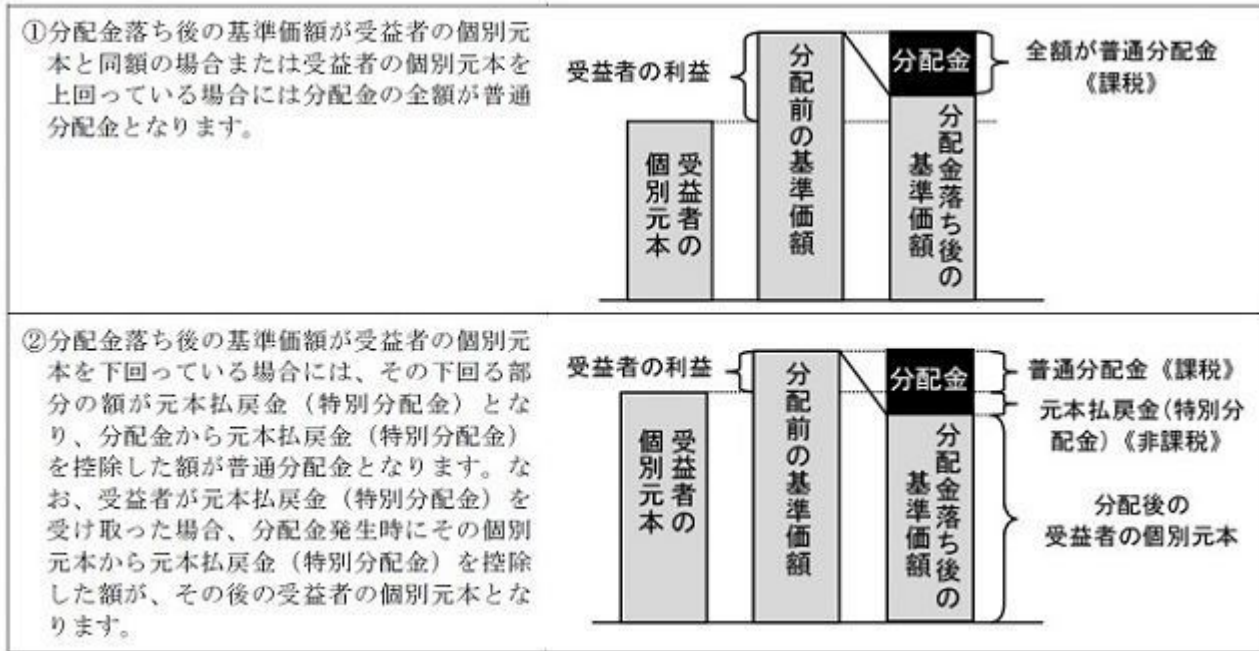 ①分配金落ち後の基準価額が受益者の個別元
本と同額の場合または受益者の個別元本を
上回っている場合には分配金の全額が普通
分配金となります。
受益者の利益
受益者の
個別元本
分配前の基準価額
分配金
分配金落ち後の
基準価額
全額が普通分配金
《課税》
②分配金落ち後の基準価額が受益者の個別元
本を下回っている場合には、その下回る部
分の額が元本払戻金（特別分配金）とな
り、分配金から元本払戻金（特別分配金）
を控除した額が普通分配金となります。な
お、受益者が元本払戻金（特別分配金）を
受け取った場合、分配金発生時にその個別
元本から元本払戻金（特別分配金）を控除
した額が、その後の受益者の個別元本とな
ります。
受益者の利益
受益者の
個別元本
分配前の基準価額
分配金
分配金落ち後の
基準価額
普通分配金《課税》
元本払戻金(特別分
配金)《非課税》
分配後の
受益者の個別元本